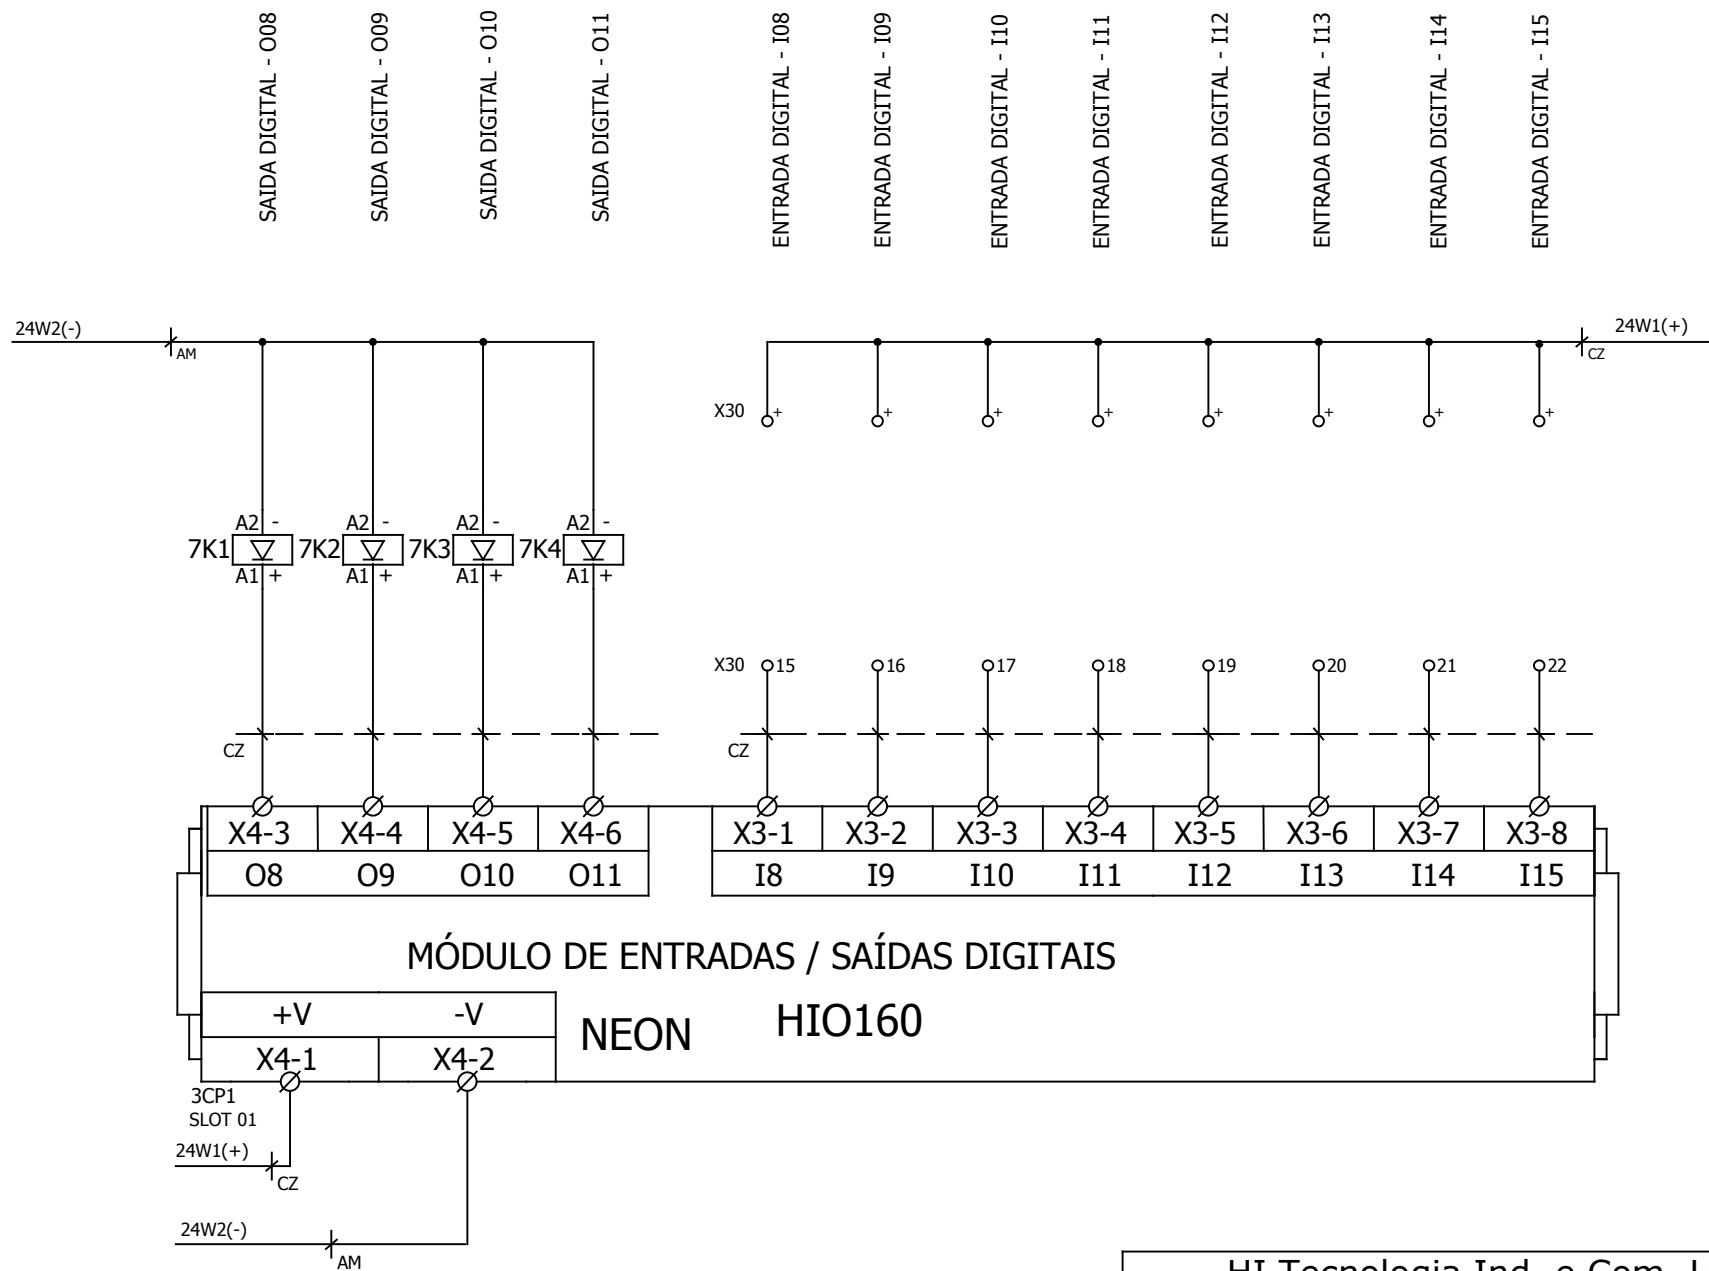 SAIDA DIGITAL - O08
SAIDA DIGITAL - O09
SAIDA DIGITAL - O10
SAIDA DIGITAL - O11
ENTRADA DIGITAL - I08
ENTRADA DIGITAL - I09
ENTRADA DIGITAL - I10
ENTRADA DIGITAL - I11
ENTRADA DIGITAL - I12
ENTRADA DIGITAL - I13
ENTRADA DIGITAL - I14
ENTRADA DIGITAL - I15
24W2(-)
AM
24W1(+)
CZ
X30 + + + + + + + +
A2 - A2 - A2 - A2 -
7K1 7K2 7K3 7K4
A1 + A1 + A1 + A1 +
X30 15 16 17 18 19 20 21 22
CZ CZ
X4-3 X4-4 X4-5 X4-6 X3-1 X3-2 X3-3 X3-4 X3-5 X3-6 X3-7 X3-8
O8 O9 O10 O11 I8 I9 I10 I11 I12 I13 I14 I15
MÓDULO DE ENTRADAS / SAÍDAS DIGITAIS
+V -V
NEON HIO160
X4-1 X4-2
3CP1
SLOT 01
24W1(+)
CZ
24W2(-)
AM
HI Tecnologia Ind. e Com. L